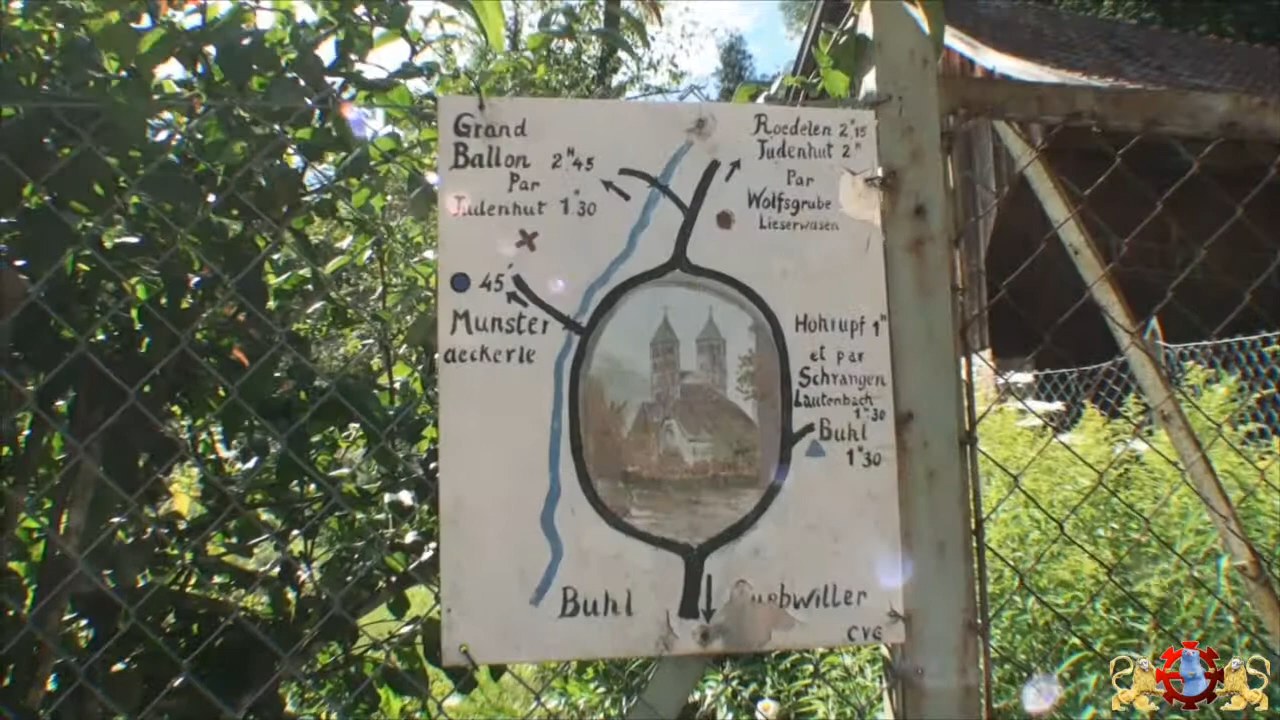 Grand
Ballon 2ᴴ45
Par
Judenhut 1ᴴ30
45'
Munster
aeckerle
Roedelen 2ᴴ15
Judenhut 2ᴴ
Par
Wolfsgrube
Lieserwasen
Hohrupf 1ᴴ
et par
Schrangen
Lautenbach
1ᴴ30
Buhl
1ᴴ30
Buhl
CVG